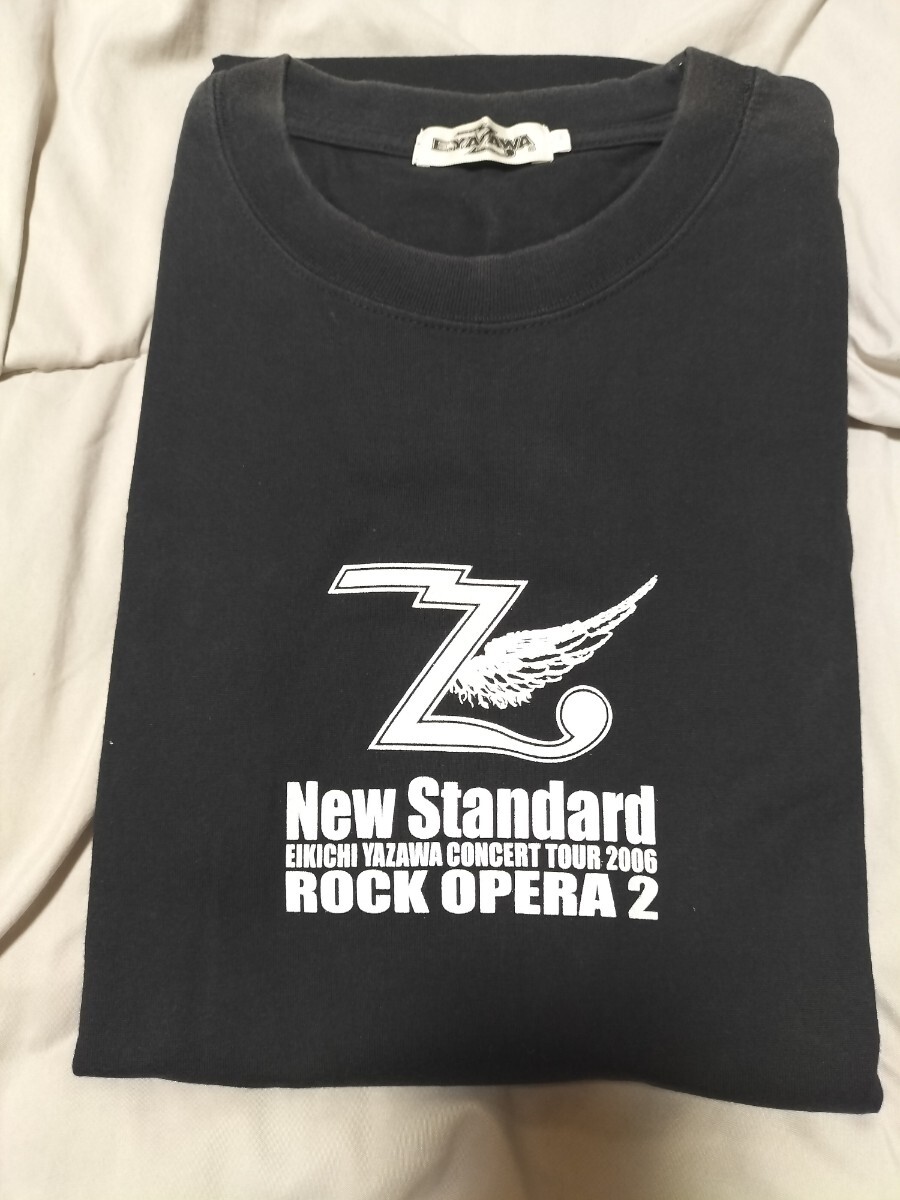 E.YAZAWA
Z
New Standard
EIKICHI YAZAWA CONCERT TOUR 2006
ROCK OPERA 2